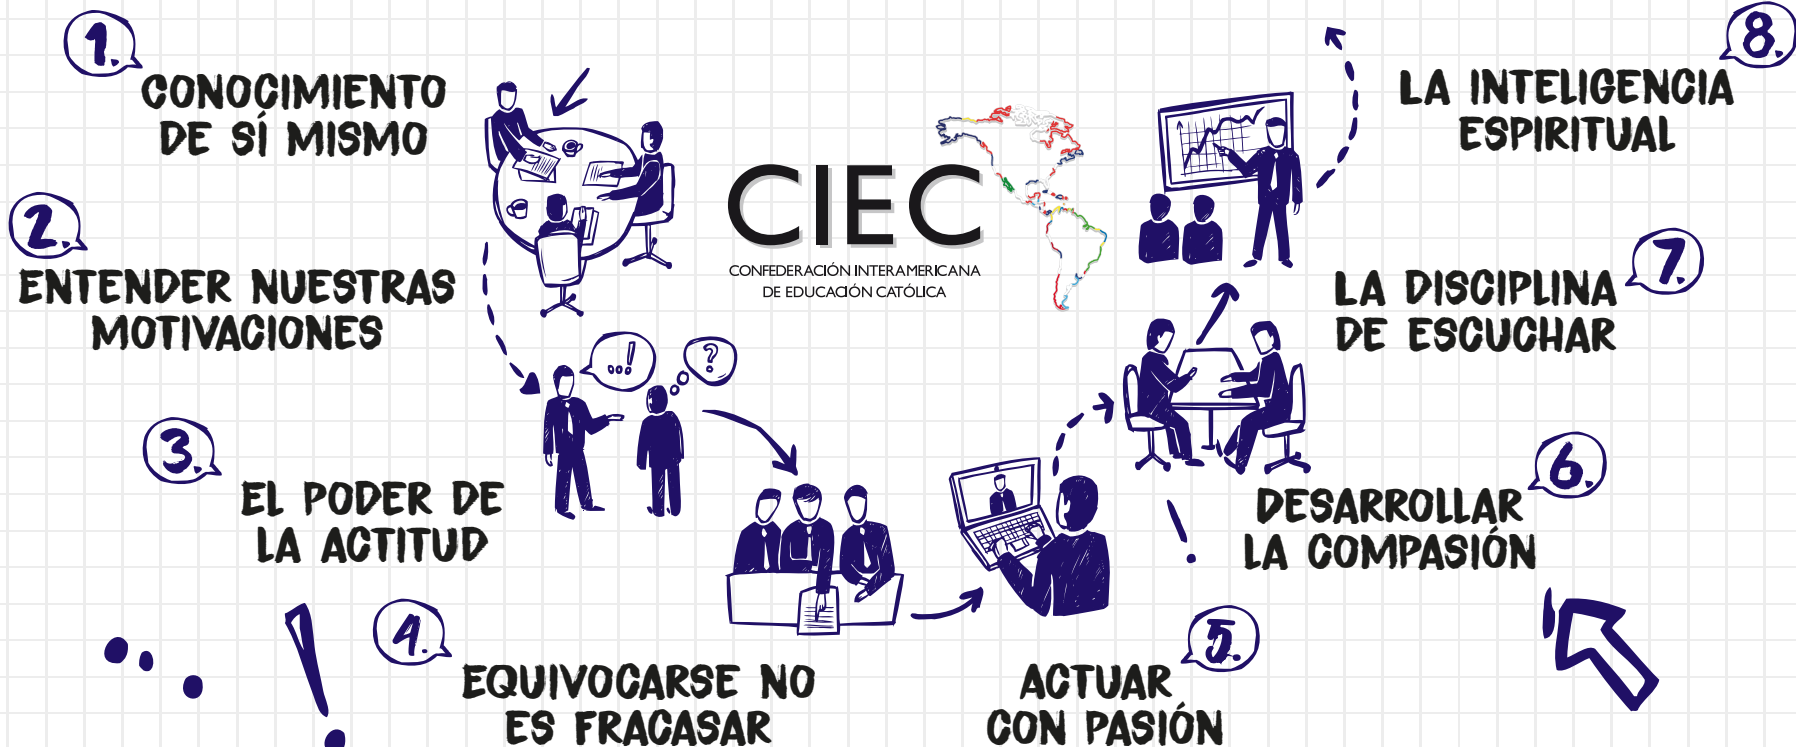 1.
CONOCIMIENTO
DE SÍ MISMO
2.
ENTENDER NUESTRAS
MOTIVACIONES
3.
EL PODER DE
LA ACTITUD
4.
EQUIVOCARSE NO
ES FRACASAR
CIEC
CONFEDERACIÓN INTERAMERICANA
DE EDUCACIÓN CATÓLICA
...!
?
5.
ACTUAR
CON PASIÓN
6.
DESARROLLAR
LA COMPASIÓN
7.
LA DISCIPLINA
DE ESCUCHAR
8.
LA INTELIGENCIA
ESPIRITUAL